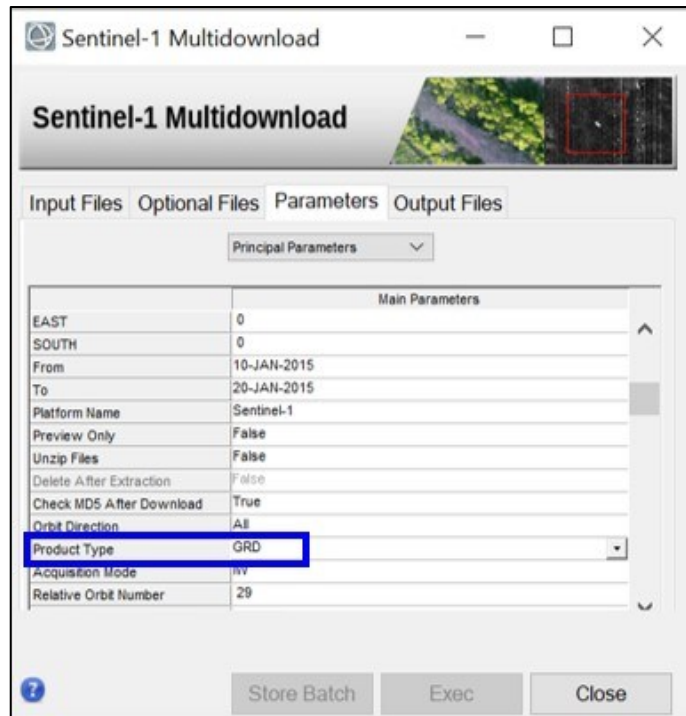 Sentinel-1 Multidownload
Sentinel-1 Multidownload
Input Files Optional Files Parameters Output Files
Principal Parameters
Main Parameters
EAST 0
SOUTH 0
From 10-JAN-2015
To 20-JAN-2015
Platform Name Sentinel-1
Preview Only False
Unzip Files False
Delete After Extraction False
Check MD5 After Download True
Orbit Direction All
Product Type GRD
Acquisition Mode IW
Relative Orbit Number 29
?
Store Batch Exec Close